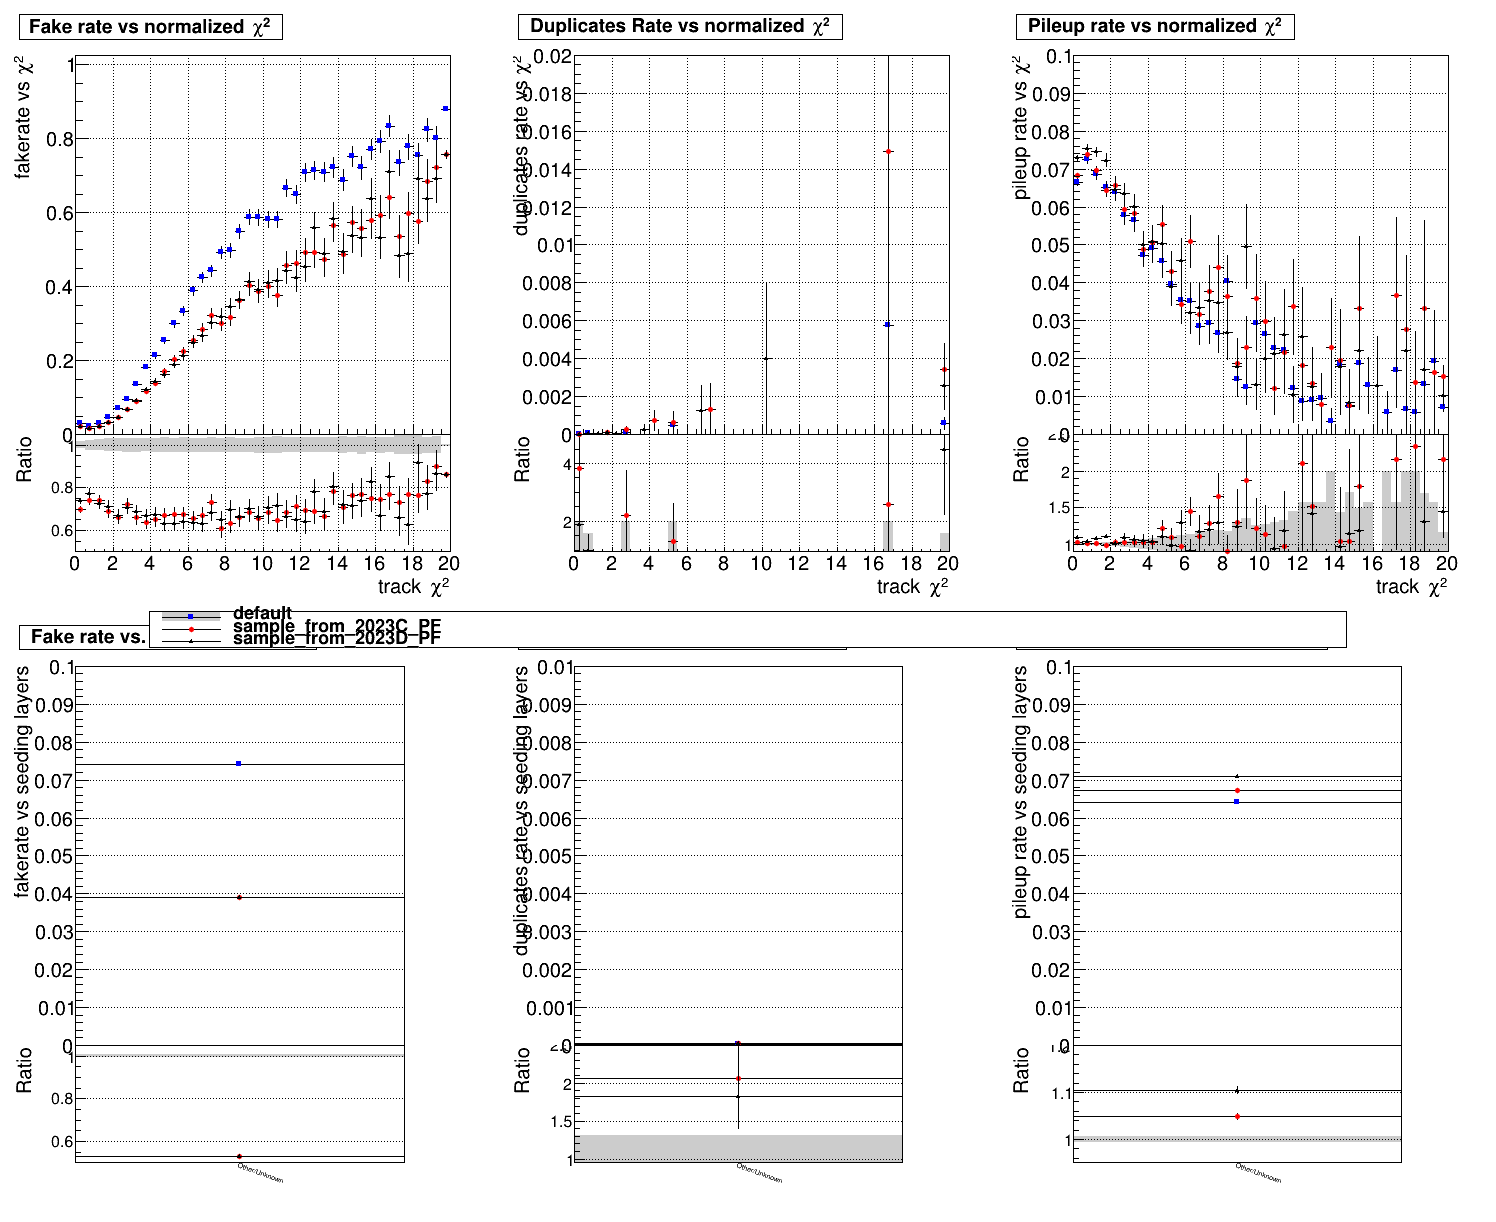 Fake rate vs normalized χ²
Duplicates Rate vs normalized χ²
Pileup rate vs normalized χ²
fakerate vs χ²
1
0.8
0.6
0.4
0.2
0
Ratio
1
0.8
0.6
0 2 4 6 8 10 12 14 16 18 20
track χ²
duplicates rate vs χ²
0.02
0.018
0.016
0.014
0.012
0.01
0.008
0.006
0.004
0.002
0
Ratio
4
2
0 2 4 6 8 10 12 14 16 18 20
track χ²
pileup rate vs χ²
0.1
0.09
0.08
0.07
0.06
0.05
0.04
0.03
0.02
0.01
0
Ratio
2
1.5
1
0 2 4 6 8 10 12 14 16 18 20
track χ²
default
sample_from_2023C_PF
sample_from_2023D_PF
Fake rate vs.
fakerate vs seeding layers
0.1
0.09
0.08
0.07
0.06
0.05
0.04
0.03
0.02
0.01
0
Ratio
1
0.8
0.6
Other/Unknown
duplicates rate vs seeding layers
0.01
0.009
0.008
0.007
0.006
0.005
0.004
0.003
0.002
0.001
0
Ratio
2
1.5
1
Other/Unknown
pileup rate vs seeding layers
0.1
0.09
0.08
0.07
0.06
0.05
0.04
0.03
0.02
0.01
0
Ratio
1.1
1
Other/Unknown